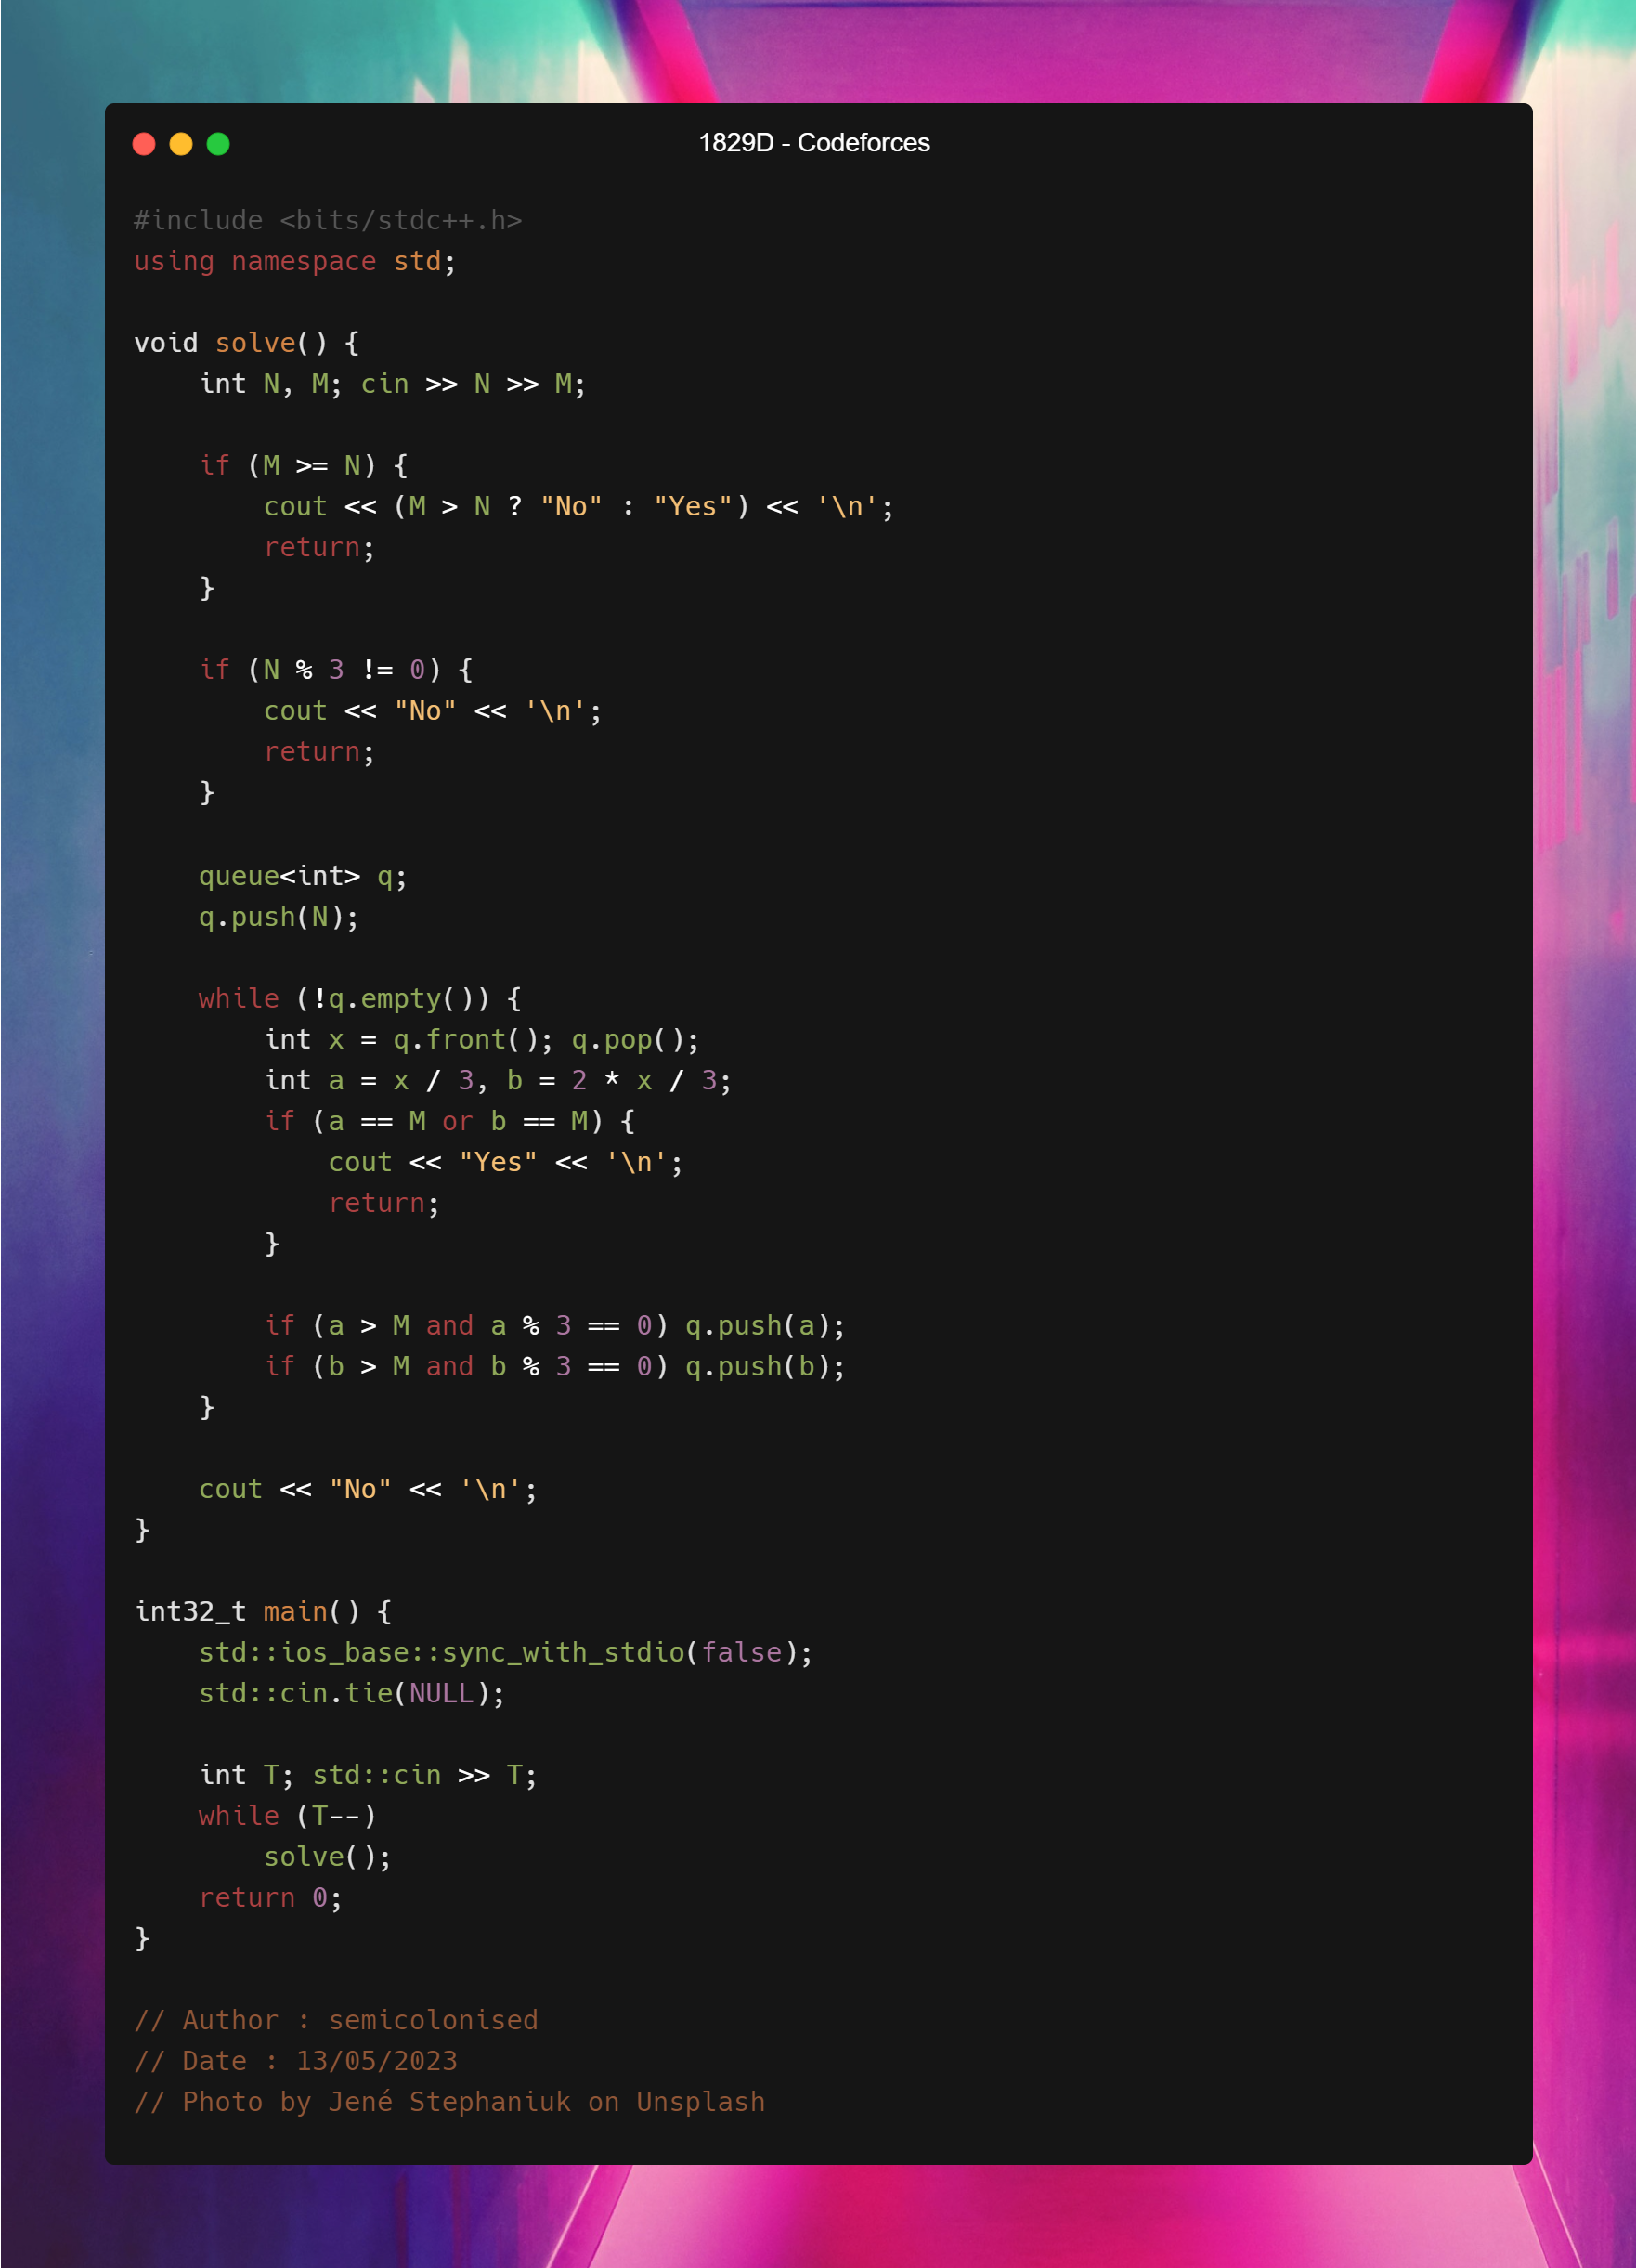 1829D - Codeforces
#include <bits/stdc++.h>
using namespace std;
void solve() {
    int N, M; cin >> N >> M;
    if (M >= N) {
        cout << (M > N ? "No" : "Yes") << '\n';
        return;
    }
    if (N % 3 != 0) {
        cout << "No" << '\n';
        return;
    }
    queue<int> q;
    q.push(N);
    while (!q.empty()) {
        int x = q.front(); q.pop();
        int a = x / 3, b = 2 * x / 3;
        if (a == M or b == M) {
            cout << "Yes" << '\n';
            return;
        }
        if (a > M and a % 3 == 0) q.push(a);
        if (b > M and b % 3 == 0) q.push(b);
    }
    cout << "No" << '\n';
}
int32_t main() {
    std::ios_base::sync_with_stdio(false);
    std::cin.tie(NULL);
    int T; std::cin >> T;
    while (T--)
        solve();
    return 0;
}
// Author : semicolonised
// Date : 13/05/2023
// Photo by Jené Stephaniuk on Unsplash